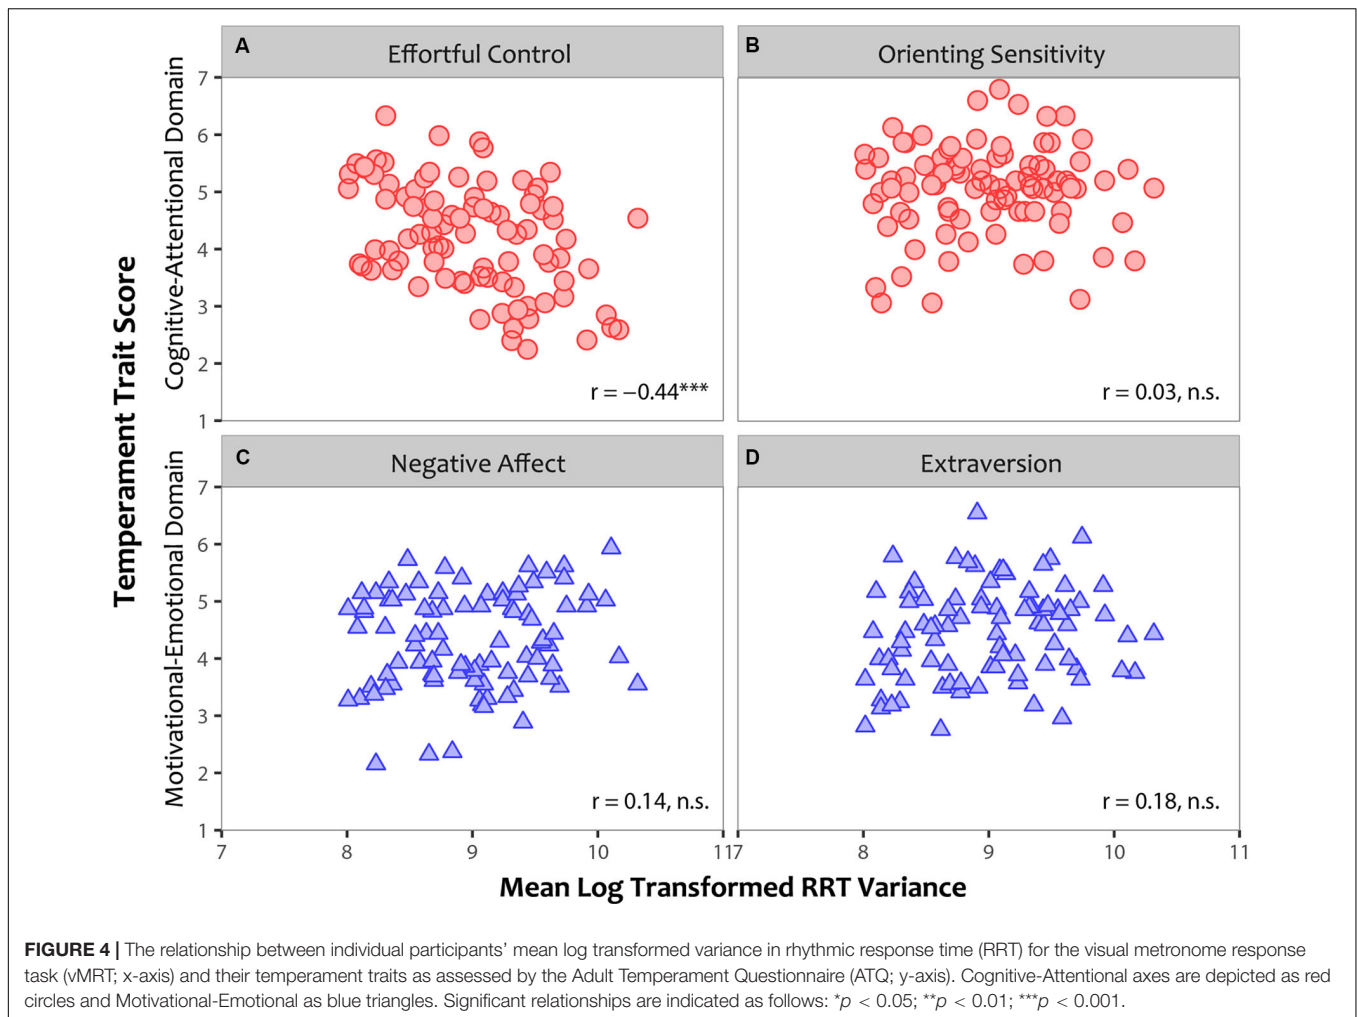 A
Effortful Control
B
Orienting Sensitivity
Temperament Trait Score
Cognitive-Attentional Domain
7
6
5
4
3
2
1
r = −0.44***
r = 0.03, n.s.
C
Negative Affect
D
Extraversion
Motivational-Emotional Domain
7
6
5
4
3
2
1
r = 0.14, n.s.
r = 0.18, n.s.
7 8 9 10 11 7 8 9 10 11
Mean Log Transformed RRT Variance
FIGURE 4 | The relationship between individual participants' mean log transformed variance in rhythmic response time (RRT) for the visual metronome response
task (vMRT; x-axis) and their temperament traits as assessed by the Adult Temperament Questionnaire (ATQ; y-axis). Cognitive-Attentional axes are depicted as red
circles and Motivational-Emotional as blue triangles. Significant relationships are indicated as follows: *p < 0.05; **p < 0.01; ***p < 0.001.